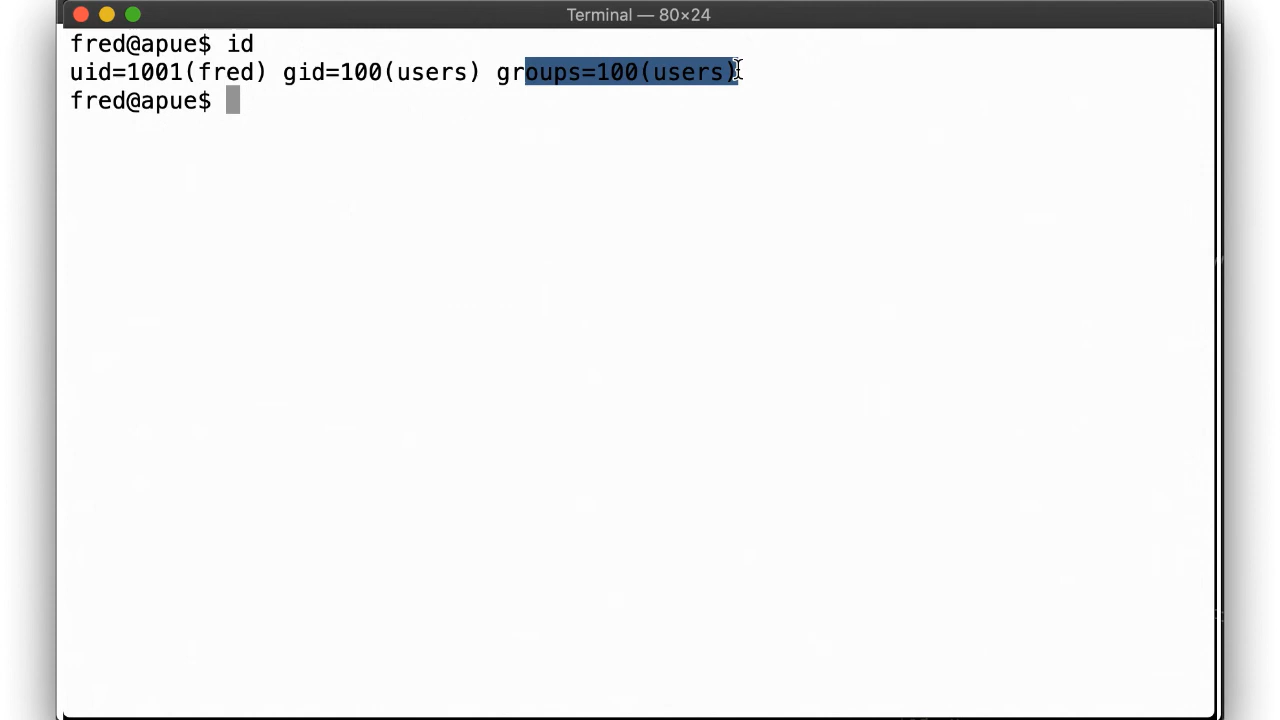 Terminal — 80×24
fred@apue$ id
uid=1001(fred) gid=100(users) groups=100(users)
fred@apue$